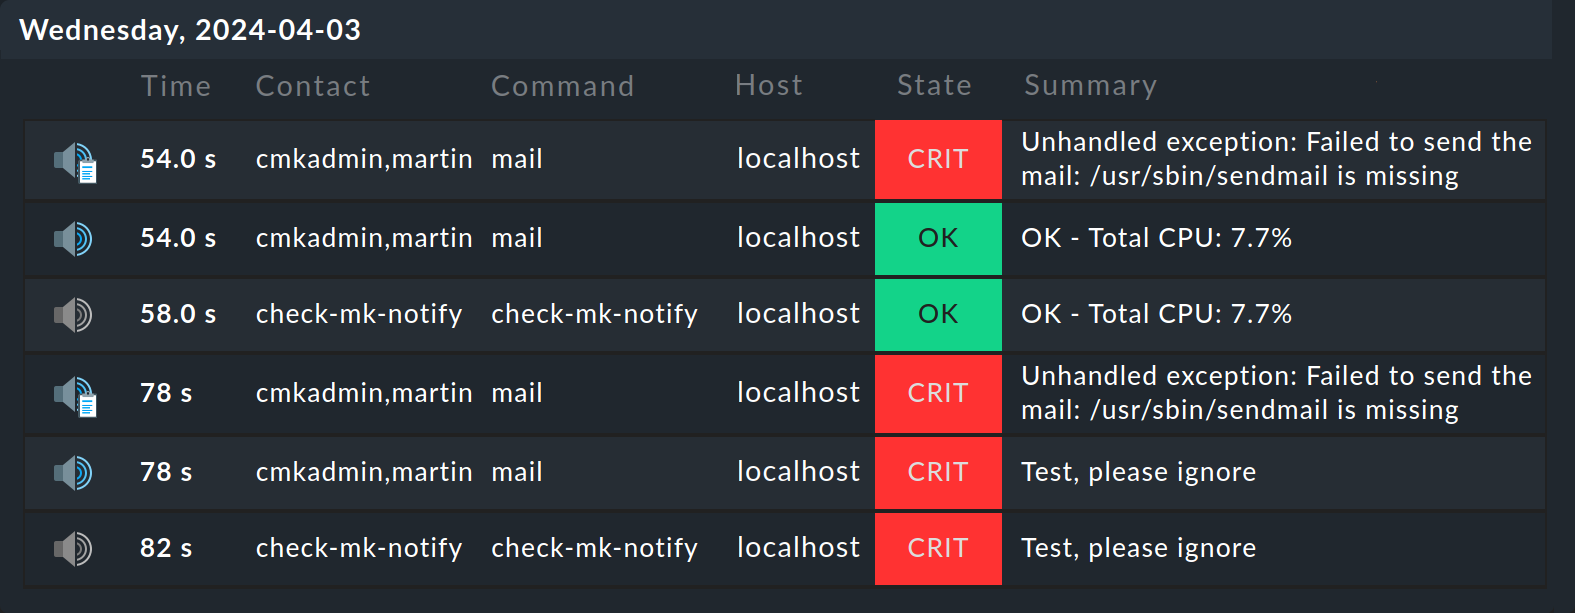 Wednesday, 2024-04-03
Time Contact Command Host State Summary
54.0 s cmkadmin,martin mail localhost CRIT Unhandled exception: Failed to send the
mail: /usr/sbin/sendmail is missing
54.0 s cmkadmin,martin mail localhost OK OK - Total CPU: 7.7%
58.0 s check-mk-notify check-mk-notify localhost OK OK - Total CPU: 7.7%
78 s cmkadmin,martin mail localhost CRIT Unhandled exception: Failed to send the
mail: /usr/sbin/sendmail is missing
78 s cmkadmin,martin mail localhost CRIT Test, please ignore
82 s check-mk-notify check-mk-notify localhost CRIT Test, please ignore